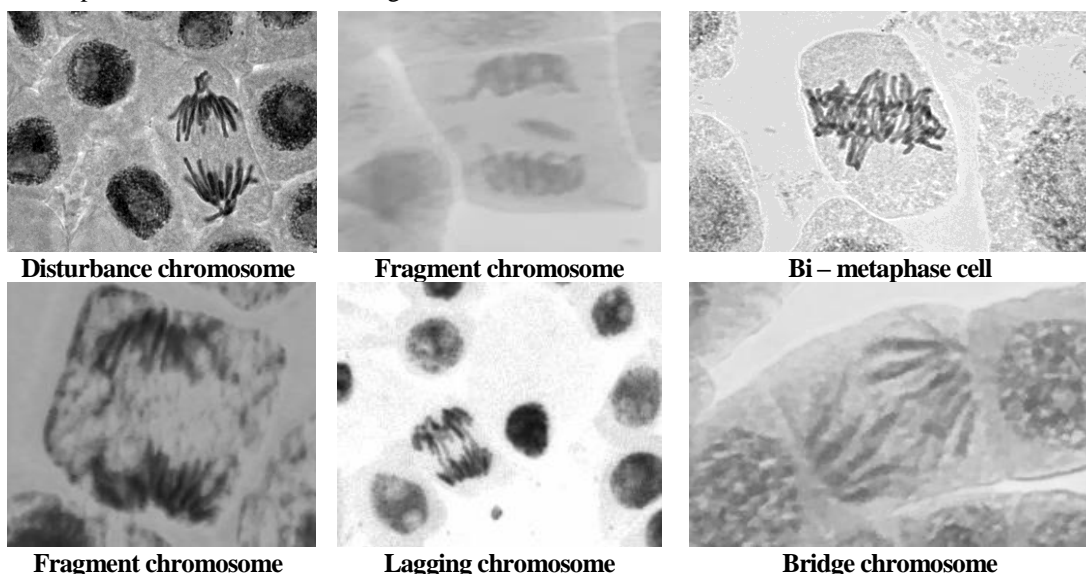 Disturbance chromosome
Fragment chromosome
Bi – metaphase cell
Fragment chromosome
Lagging chromosome
Bridge chromosome